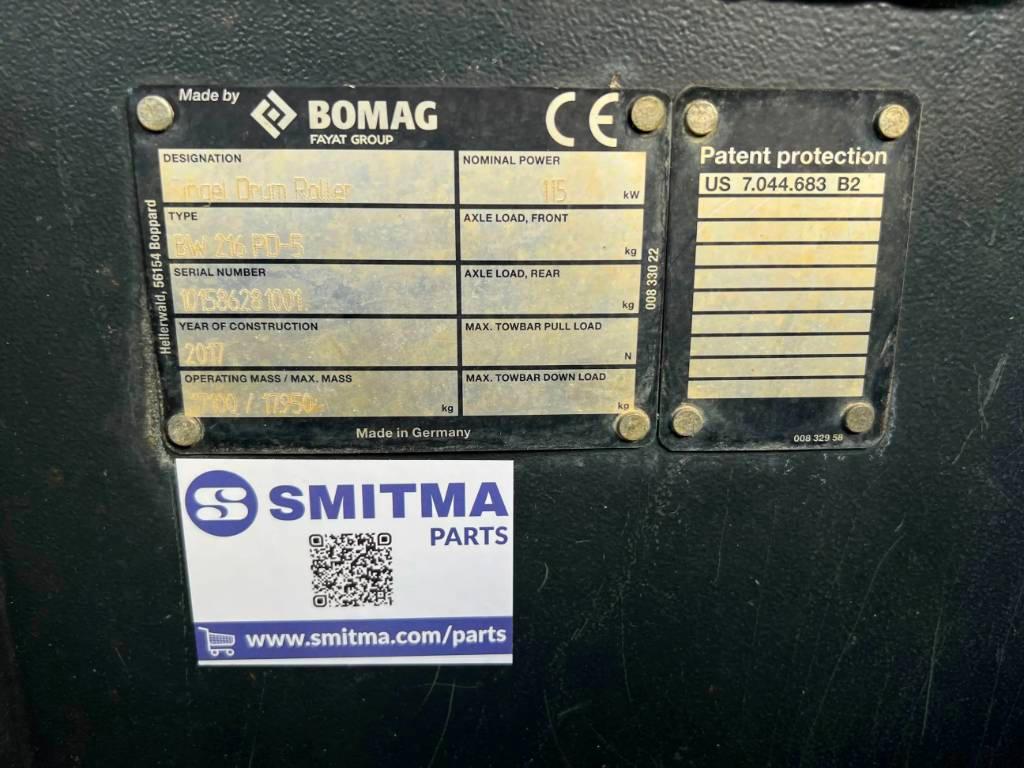 Made by BOMAG
FAYAT GROUP
CE
DESIGNATION
Singel Drum Roller
NOMINAL POWER
115 kW
TYPE
BW 216 PD-5
AXLE LOAD, FRONT
kg
SERIAL NUMBER
101586281001
AXLE LOAD, REAR
kg
YEAR OF CONSTRUCTION
2017
MAX. TOWBAR PULL LOAD
N
OPERATING MASS / MAX. MASS
/ 17950 kg
MAX. TOWBAR DOWN LOAD
kg
Made in Germany
Hellerwald, 56154 Boppard
008 330 22
Patent protection
US 7.044.683 B2
008 329 58
S SMITMA
PARTS
www.smitma.com/parts